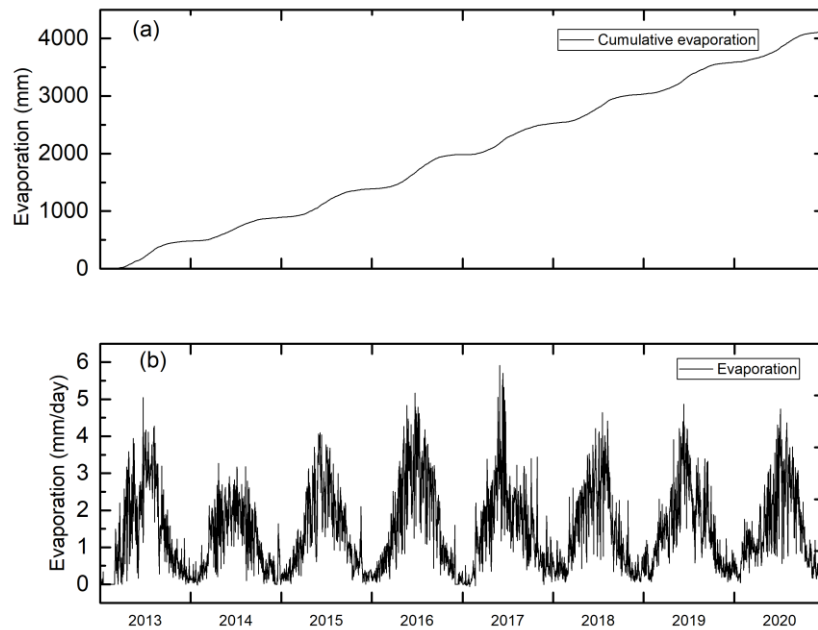 (a)
Cumulative evaporation
Evaporation (mm)
4000
3000
2000
1000
0
(b)
Evaporation
Evaporation (mm/day)
6
5
4
3
2
1
0
2013 2014 2015 2016 2017 2018 2019 2020